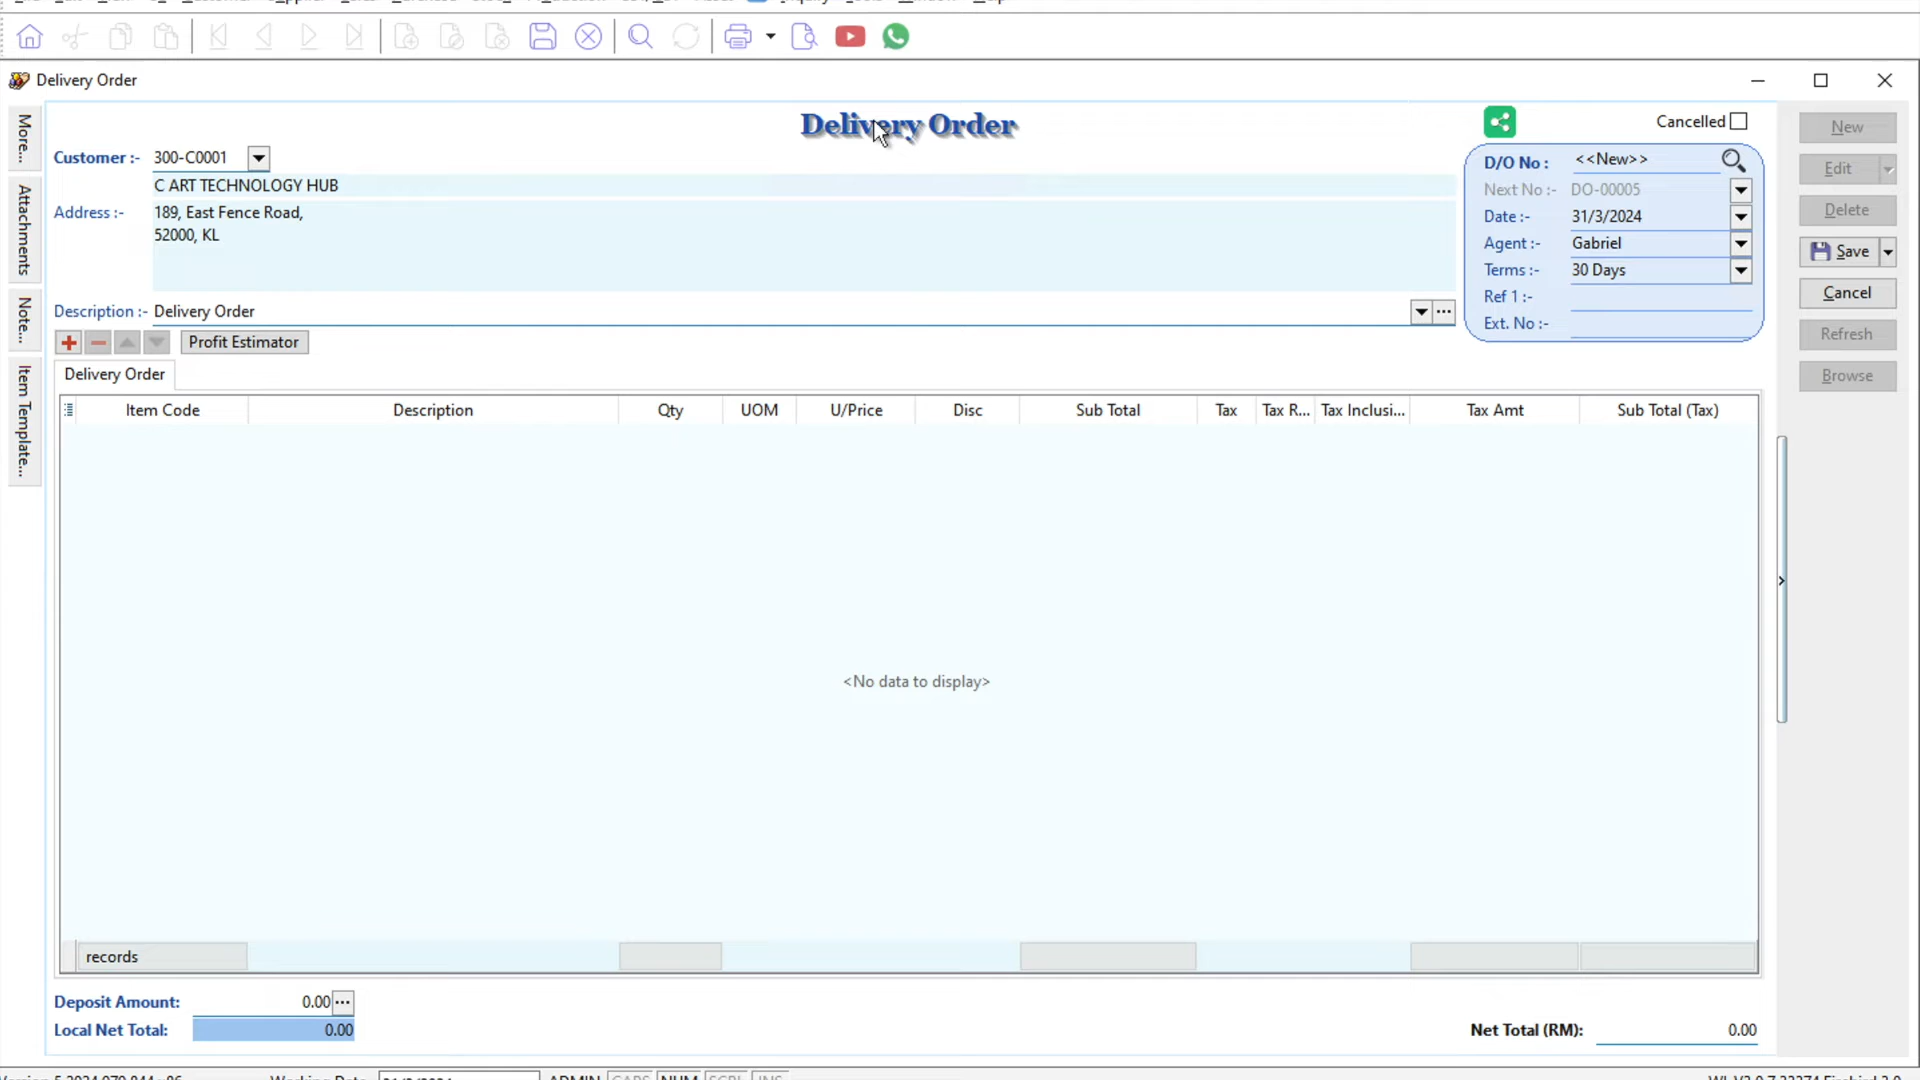 Delivery Order
More...
Attachments
Note...
Item Template...
Delivery Order
Cancelled
Customer :- 300-C0001
C ART TECHNOLOGY HUB
Address :- 189, East Fence Road,
52000, KL
D/O No : <<New>>
Next No :- DO-00005
Date :- 31/3/2024
Agent :- Gabriel
Terms :- 30 Days
Ref 1 :-
Ext. No :-
Description :- Delivery Order
Profit Estimator
New
Edit
Delete
Save
Cancel
Refresh
Browse
Delivery Order
Item Code Description Qty UOM U/Price Disc Sub Total Tax Tax R... Tax Inclusi... Tax Amt Sub Total (Tax)
<No data to display>
records
Deposit Amount: 0.00
Local Net Total: 0.00
Net Total (RM): 0.00